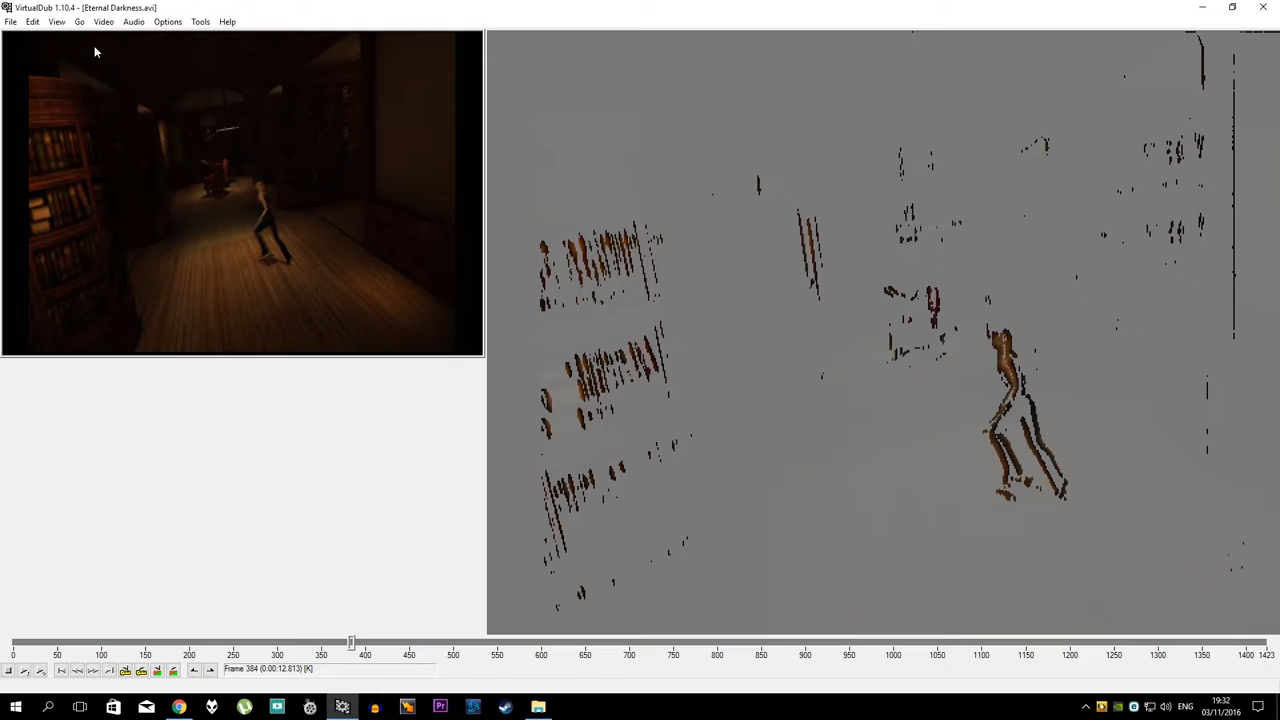 VirtualDub 1.10.4 - [Eternal Darkness.avi]
File Edit View Go Video Audio Options Tools Help
0 50 100 150 200 250 300 350 400 450 500 550 600 650 700 750 800 850 900 950 1000 1050 1100 1150 1200 1250 1300 1350 1400 1423
Frame 384 (0:00:12.813) [K]
Pr
ENG
19:32
03/11/2016